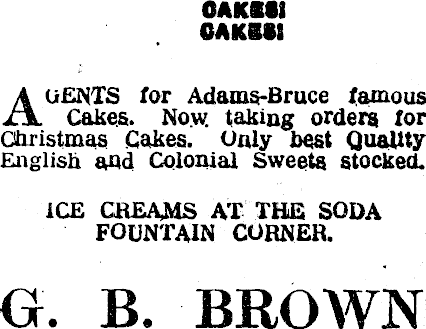 CAKES!
CAKES!
AGENTS for Adams-Bruce famous
Cakes. Now taking orders for
Christmas Cakes. Only best Quality
English and Colonial Sweets stocked.
ICE CREAMS AT THE SODA
FOUNTAIN CORNER.
G. B. BROWN